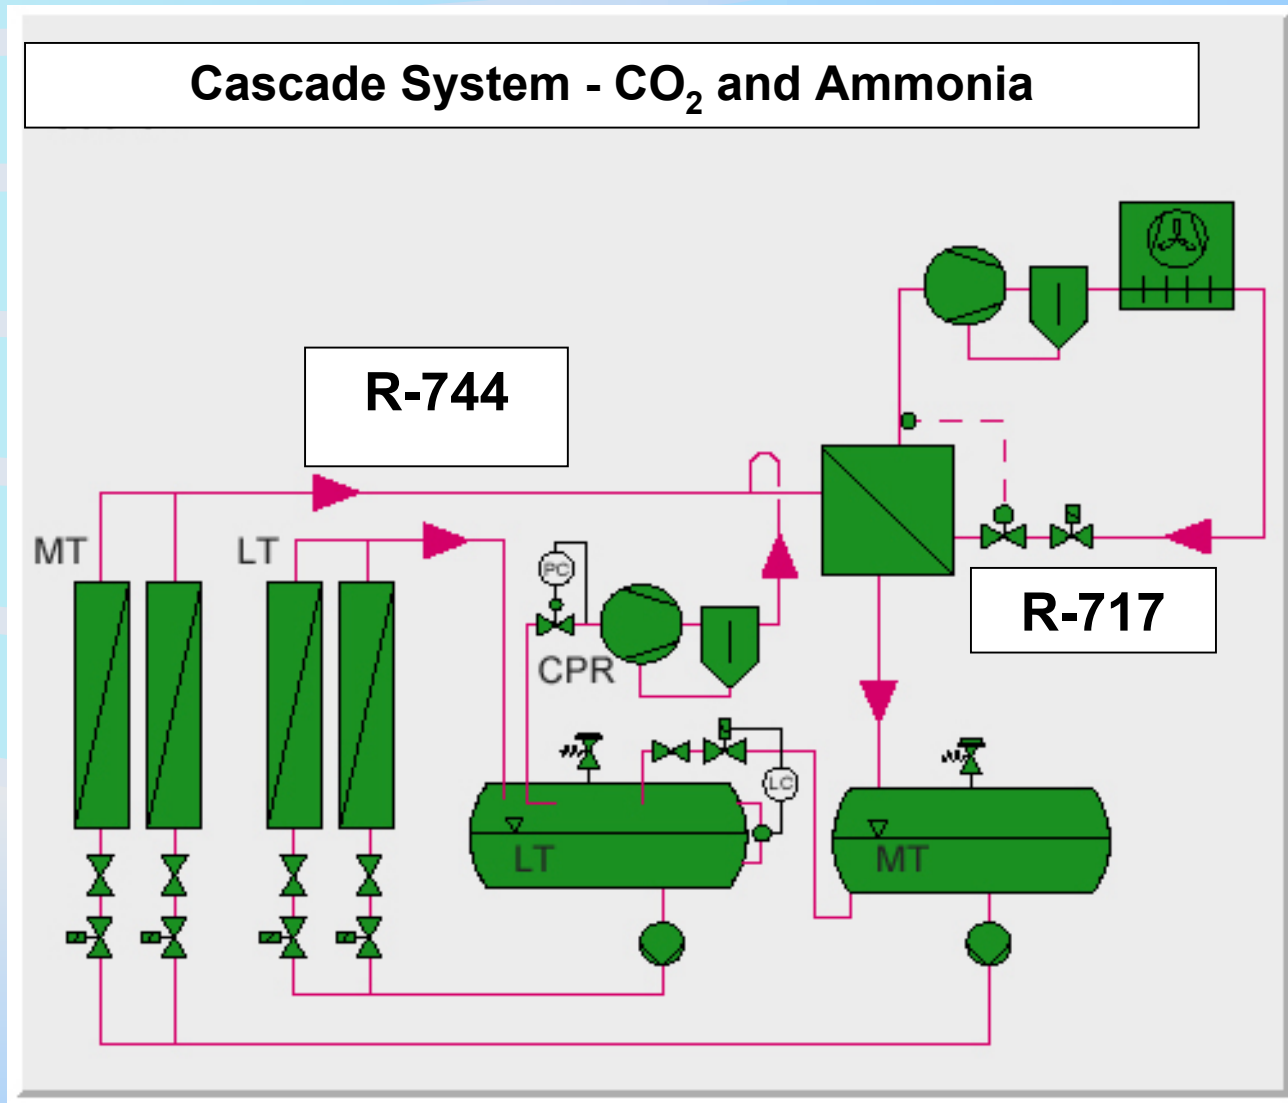 Cascade System - CO₂ and Ammonia
R-744
MT
LT
PC
CPR
R-717
LC
LT
MT